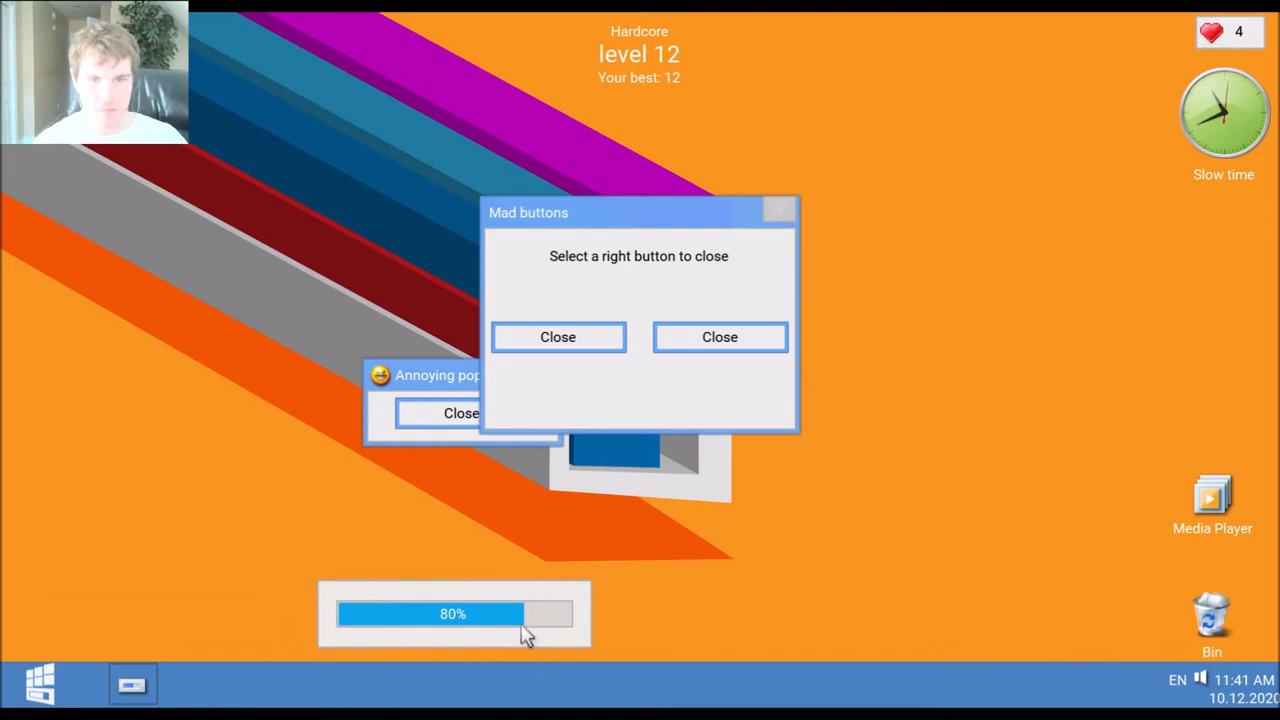 Hardcore
level 12
Your best: 12
4
Slow time
Mad buttons
Select a right button to close
Close
Close
Annoying pop
Close
Media Player
80%
Bin
EN
11:41 AM
10.12.2020